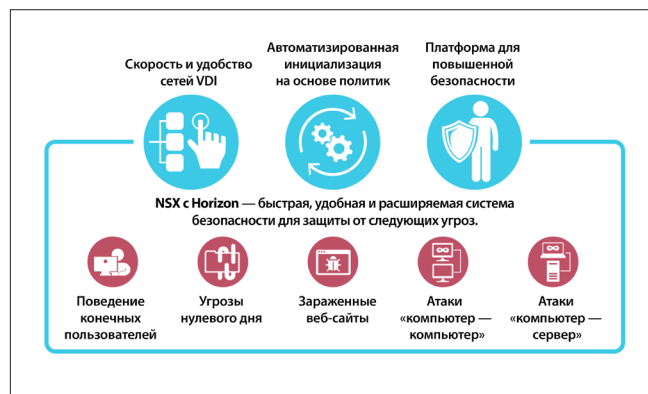 Скорость и удобство
сетей VDI
Автоматизированная
инициализация
на основе политик
Платформа для
повышенной
безопасности
NSX с Horizon — быстрая, удобная и расширяемая система
безопасности для защиты от следующих угроз.
Поведение
конечных
пользователей
Угрозы
нулевого дня
Зараженные
веб-сайты
Атаки
«компьютер —
компьютер»
Атаки
«компьютер —
сервер»